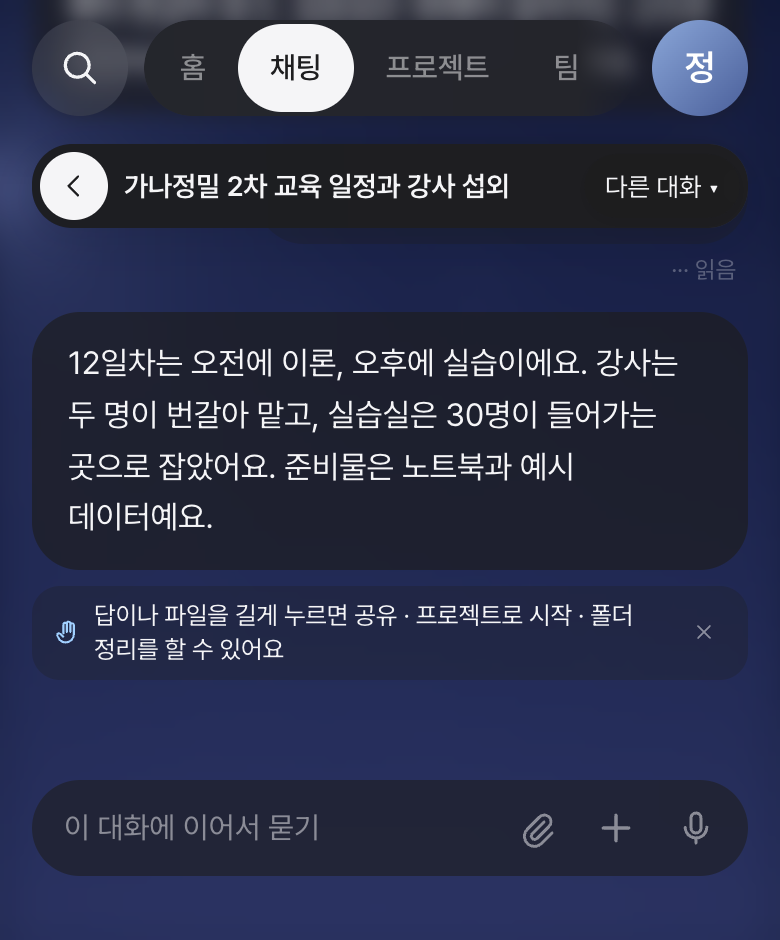 홈 채팅 프로젝트 팀 정
가나정밀 2차 교육 일정과 강사 섭외 다른 대화 ▾
··· 읽음
12일차는 오전에 이론, 오후에 실습이에요. 강사는
두 명이 번갈아 맡고, 실습실은 30명이 들어가는
곳으로 잡았어요. 준비물은 노트북과 예시
데이터예요.
답이나 파일을 길게 누르면 공유 · 프로젝트로 시작 · 폴더
정리를 할 수 있어요
이 대화에 이어서 묻기